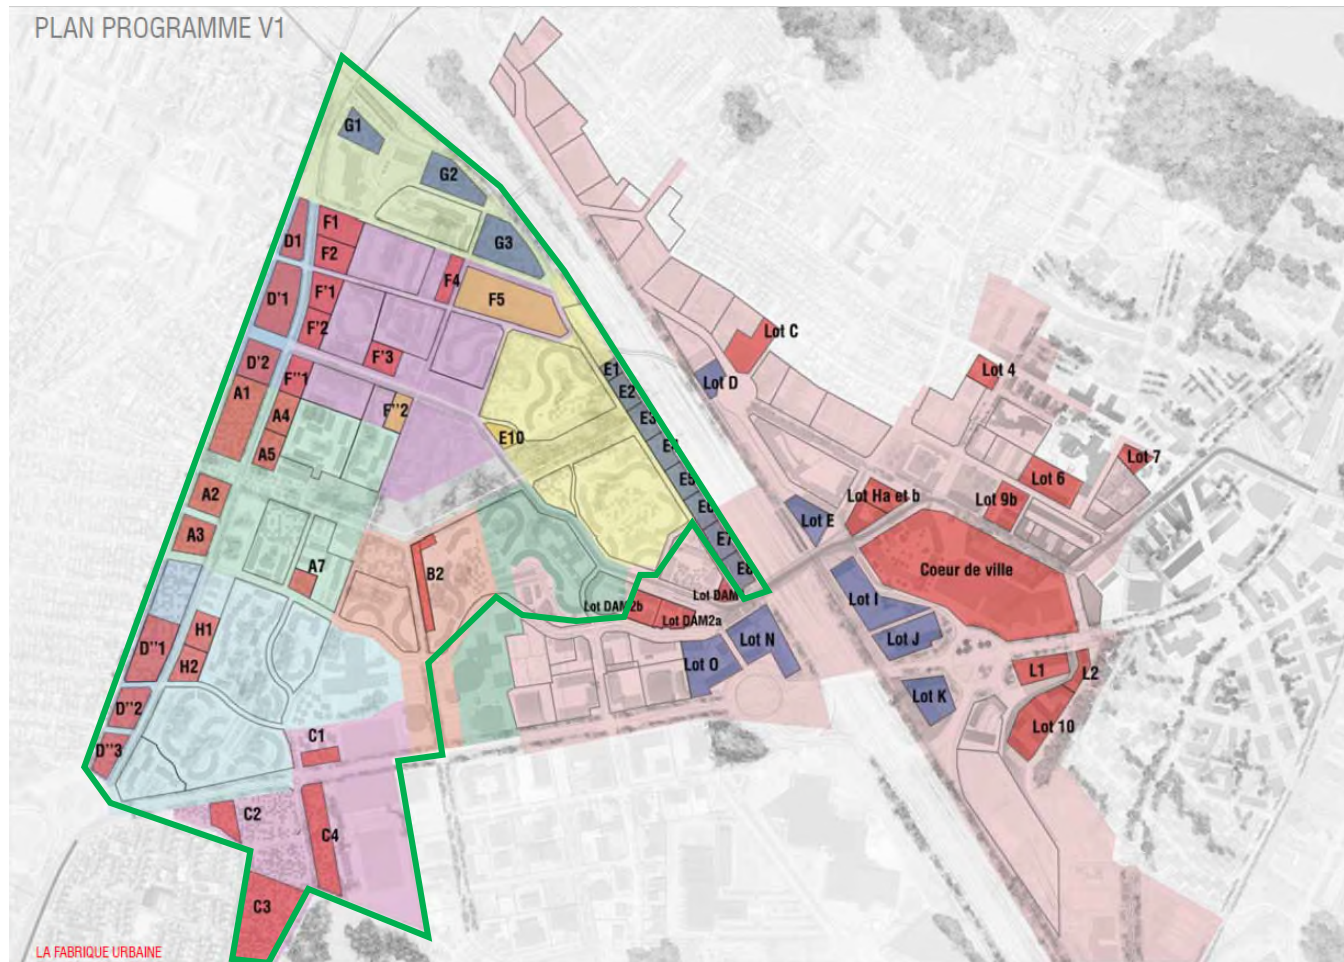 PLAN PROGRAMME V1
G1
G2
G3
D1
F1
F2
F4
F5
D'1
F'1
F'2
F'3
Lot C
D'2
F''1
F''2
A1
A4
A5
E10
E1
E2
E3
E4
E5
E6
E7
E8
Lot D
Lot 4
Lot 7
Lot 6
Lot 9b
Lot Ha et b
Lot E
Coeur de ville
A2
A3
A7
B2
Lot DAM
Lot DAM2b
Lot DAM2a
Lot I
Lot J
Lot N
Lot O
Lot K
L1
L2
Lot 10
H1
H2
D''1
D''2
D''3
C1
C2
C4
C3
LA FABRIQUE URBAINE